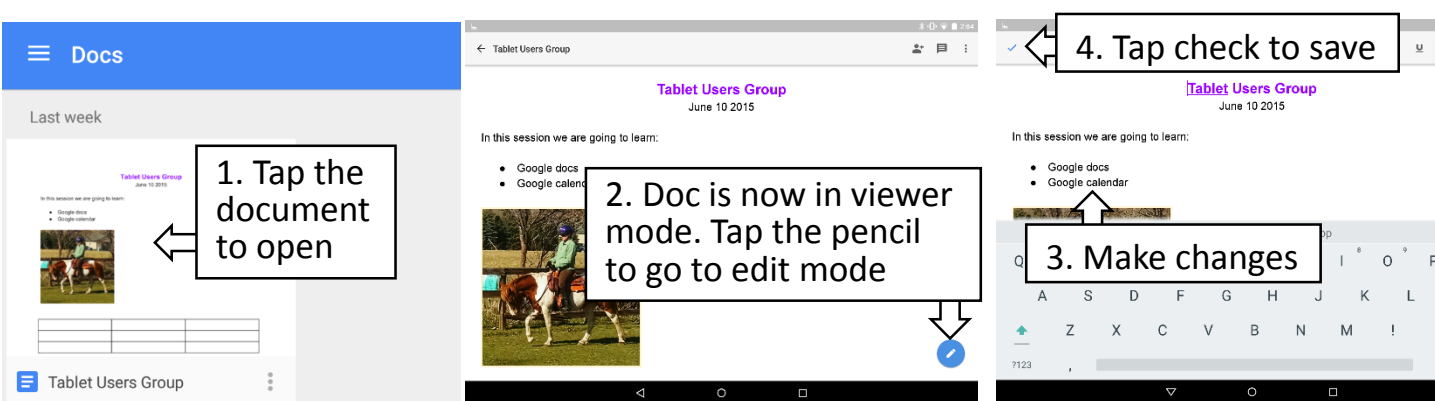 Docs
Last week
Tablet Users Group
June 10 2015
In this session we are going to learn:
Google docs
Google calendar
1. Tap the
document
to open
Tablet Users Group
7:04
Tablet Users Group
Tablet Users Group
June 10 2015
In this session we are going to learn:
• Google docs
• Google calend
2. Doc is now in viewer
mode. Tap the pencil
to go to edit mode
4. Tap check to save
U
Tablet Users Group
June 10 2015
In this session we are going to learn:
• Google docs
• Google calendar
3. Make changes
Q I 8 O 9 P
A S D F G H J K L
Z X C V B N M !
?123 ,